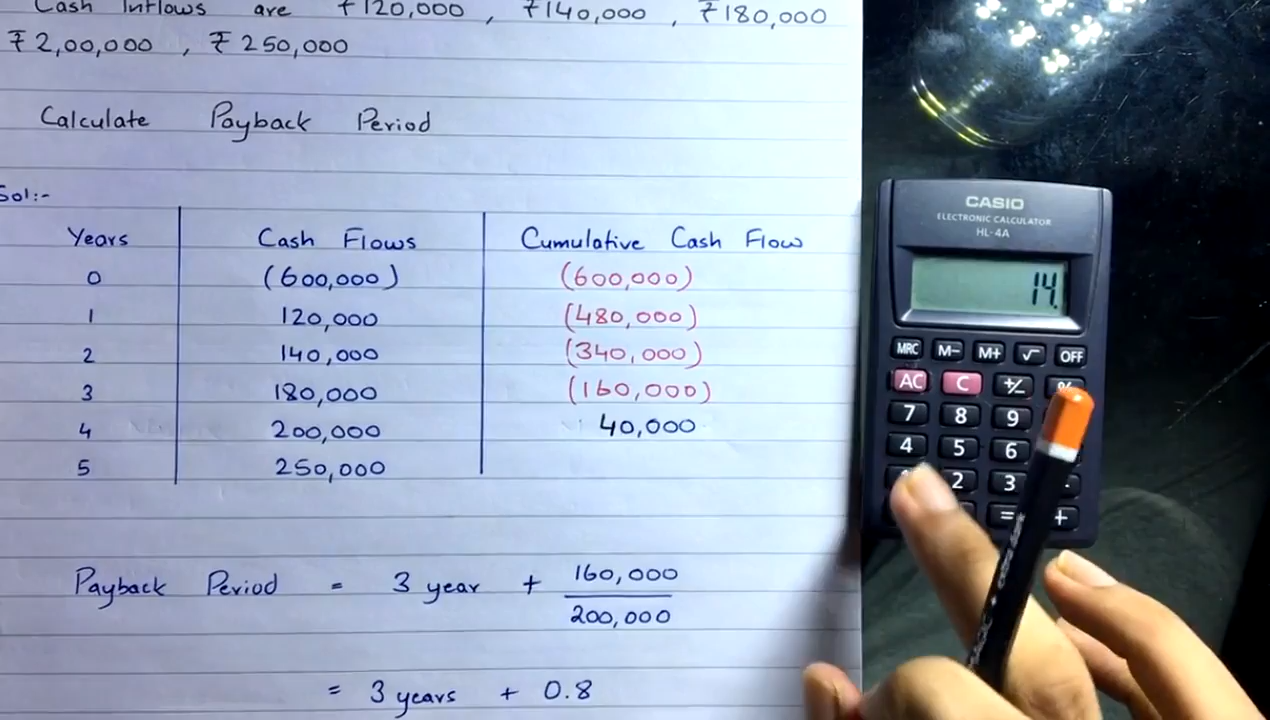 Cash Inflows are ₹120,000 , ₹140,000 , ₹180,000
₹2,00,000 , ₹250,000
Calculate Payback Period
Sol:-
Years Cash Flows Cumulative Cash Flow
0 (600,000) (600,000)
1 120,000 (480,000)
2 140,000 (340,000)
3 180,000 (160,000)
4 200,000 40,000
5 250,000
Payback Period = 3 year + 160,000
200,000
= 3 years + 0.8
CASIO
ELECTRONIC CALCULATOR
HL-4A
14.
MRC M- M+ √ OFF
AC C +/- %
7 8 9
4 5 6
2 3 .
= +